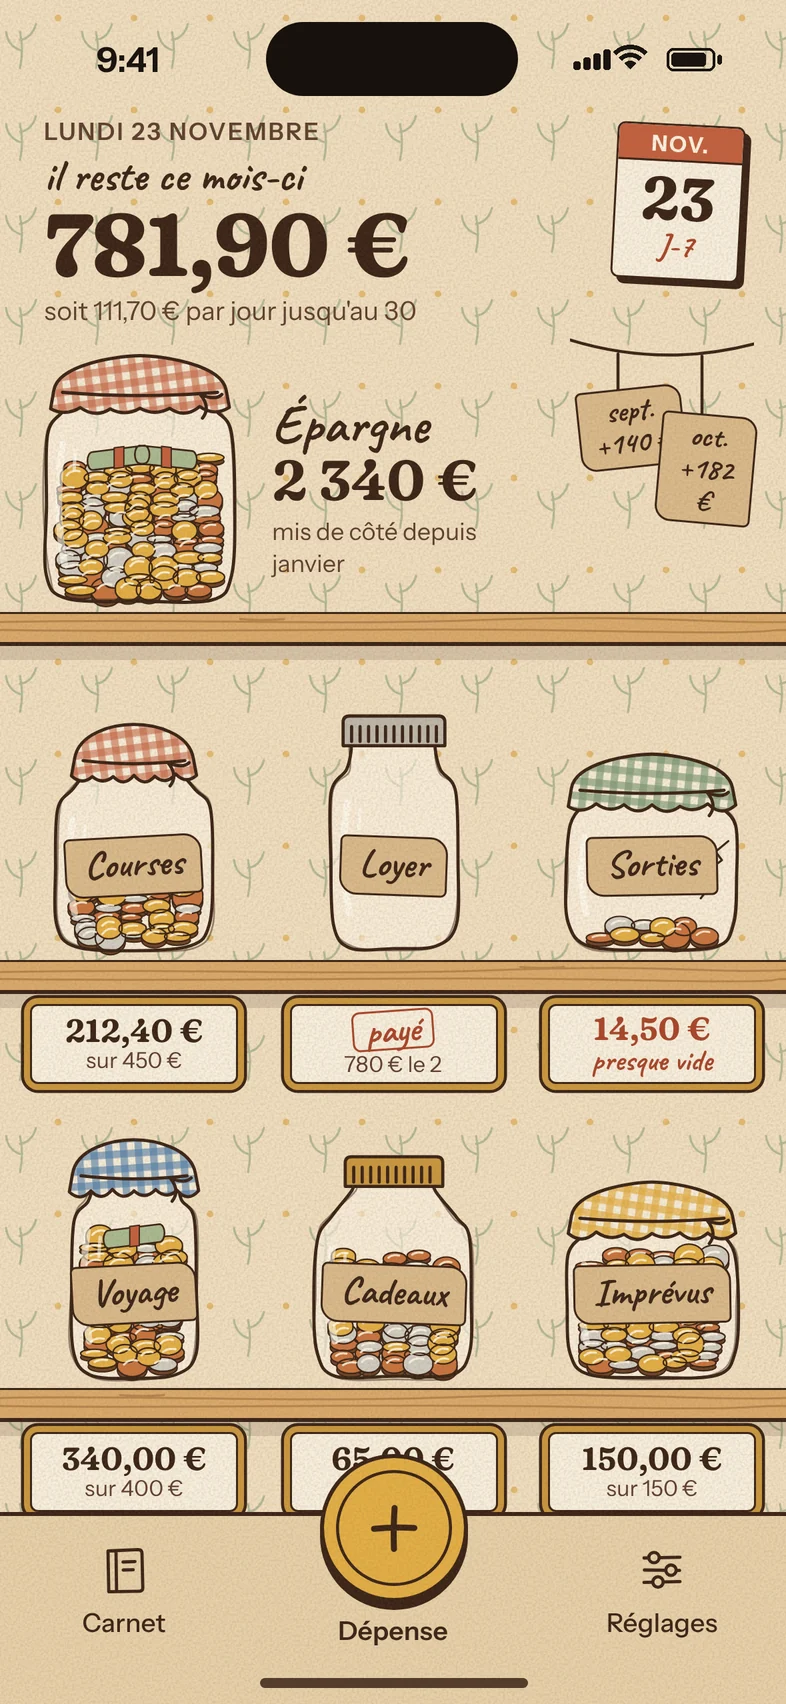 9:41
LUNDI 23 NOVEMBRE
il reste ce mois-ci
781,90 €
soit 111,70 € par jour jusqu'au 30
NOV.
23
J-7
Épargne
2 340 €
mis de côté depuis
janvier
sept.
+140
oct.
+182
€
Courses
Loyer
Sorties
212,40 €
sur 450 €
payé
780 € le 2
14,50 €
presque vide
Voyage
Cadeaux
Imprévus
340,00 €
sur 400 €
€
150,00 €
sur 150 €
Carnet
Dépense
Réglages